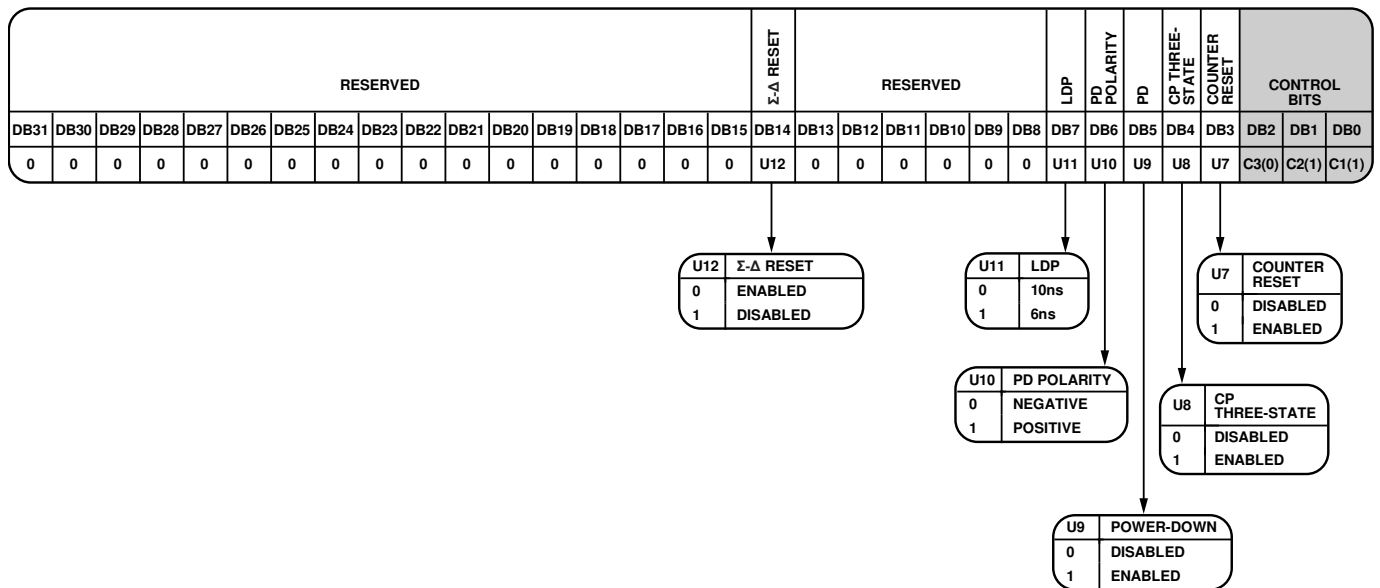 RESERVED
Σ-Δ RESET
RESERVED
LDP
PD
POLARITY
PD
CP THREE-
STATE
COUNTER
RESET
CONTROL
BITS
DB31 DB30 DB29 DB28 DB27 DB26 DB25 DB24 DB23 DB22 DB21 DB20 DB19 DB18 DB17 DB16 DB15 DB14 DB13 DB12 DB11 DB10 DB9 DB8 DB7 DB6 DB5 DB4 DB3 DB2 DB1 DB0
0 0 0 0 0 0 0 0 0 0 0 0 0 0 0 0 0 U12 0 0 0 0 0 0 U11 U10 U9 U8 U7 C3(0) C2(1) C1(1)
U12 Σ-Δ RESET
0 ENABLED
1 DISABLED
U11 LDP
0 10ns
1 6ns
U7 COUNTER
RESET
0 DISABLED
1 ENABLED
U10 PD POLARITY
0 NEGATIVE
1 POSITIVE
U8 CP
THREE-STATE
0 DISABLED
1 ENABLED
U9 POWER-DOWN
0 DISABLED
1 ENABLED